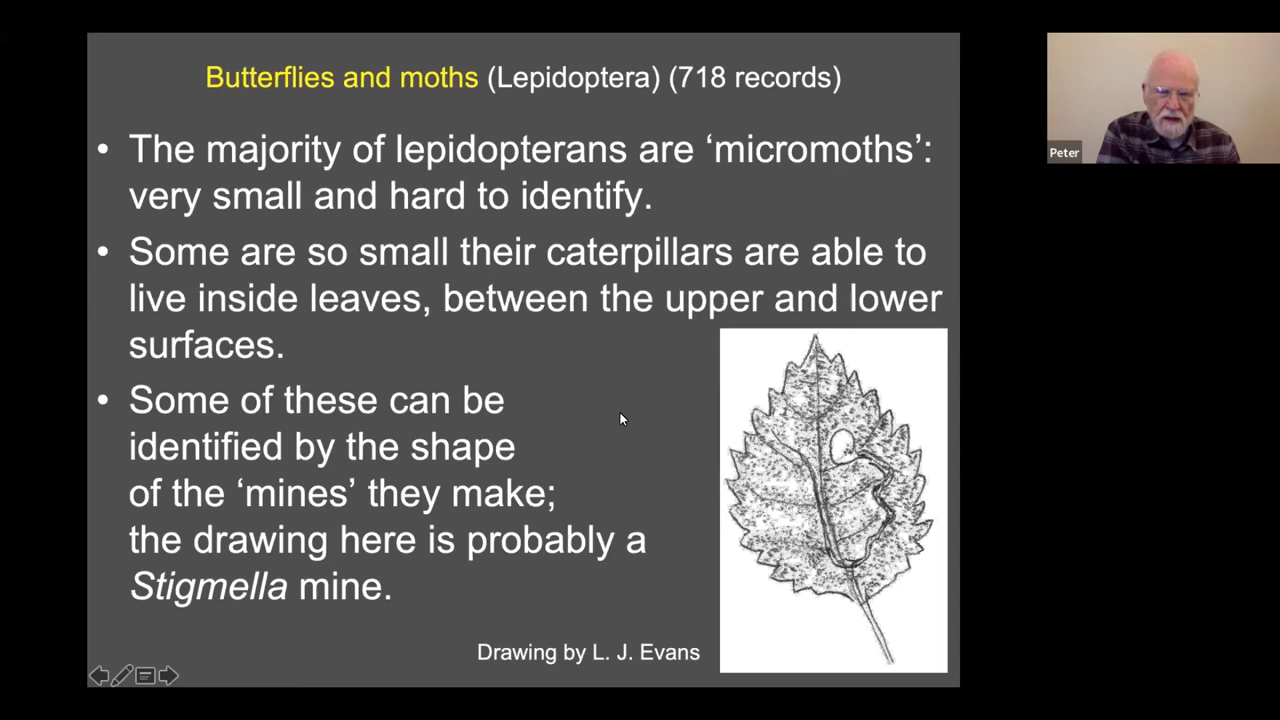 Butterflies and moths (Lepidoptera) (718 records)
• The majority of lepidopterans are ‘micromoths’:
very small and hard to identify.
• Some are so small their caterpillars are able to
live inside leaves, between the upper and lower
surfaces.
• Some of these can be
identified by the shape
of the ‘mines’ they make;
the drawing here is probably a
Stigmella mine.
Drawing by L. J. Evans
Peter